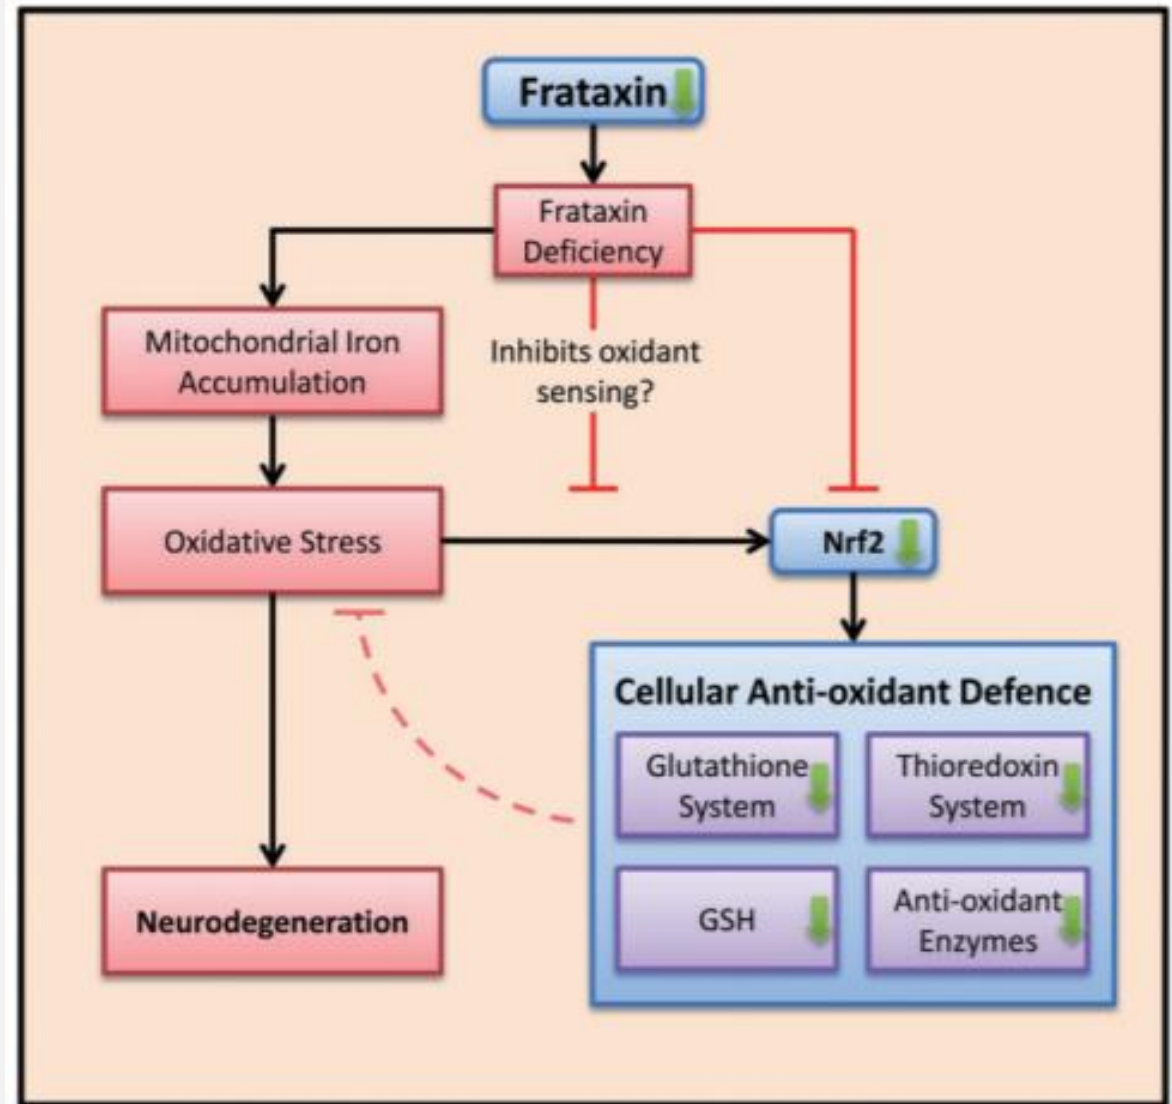 Frataxin
Frataxin
Deficiency
Mitochondrial Iron
Accumulation
Inhibits oxidant
sensing?
Oxidative Stress
Nrf2
Cellular Anti-oxidant Defence
Glutathione
System
Thioredoxin
System
GSH
Anti-oxidant
Enzymes
Neurodegeneration